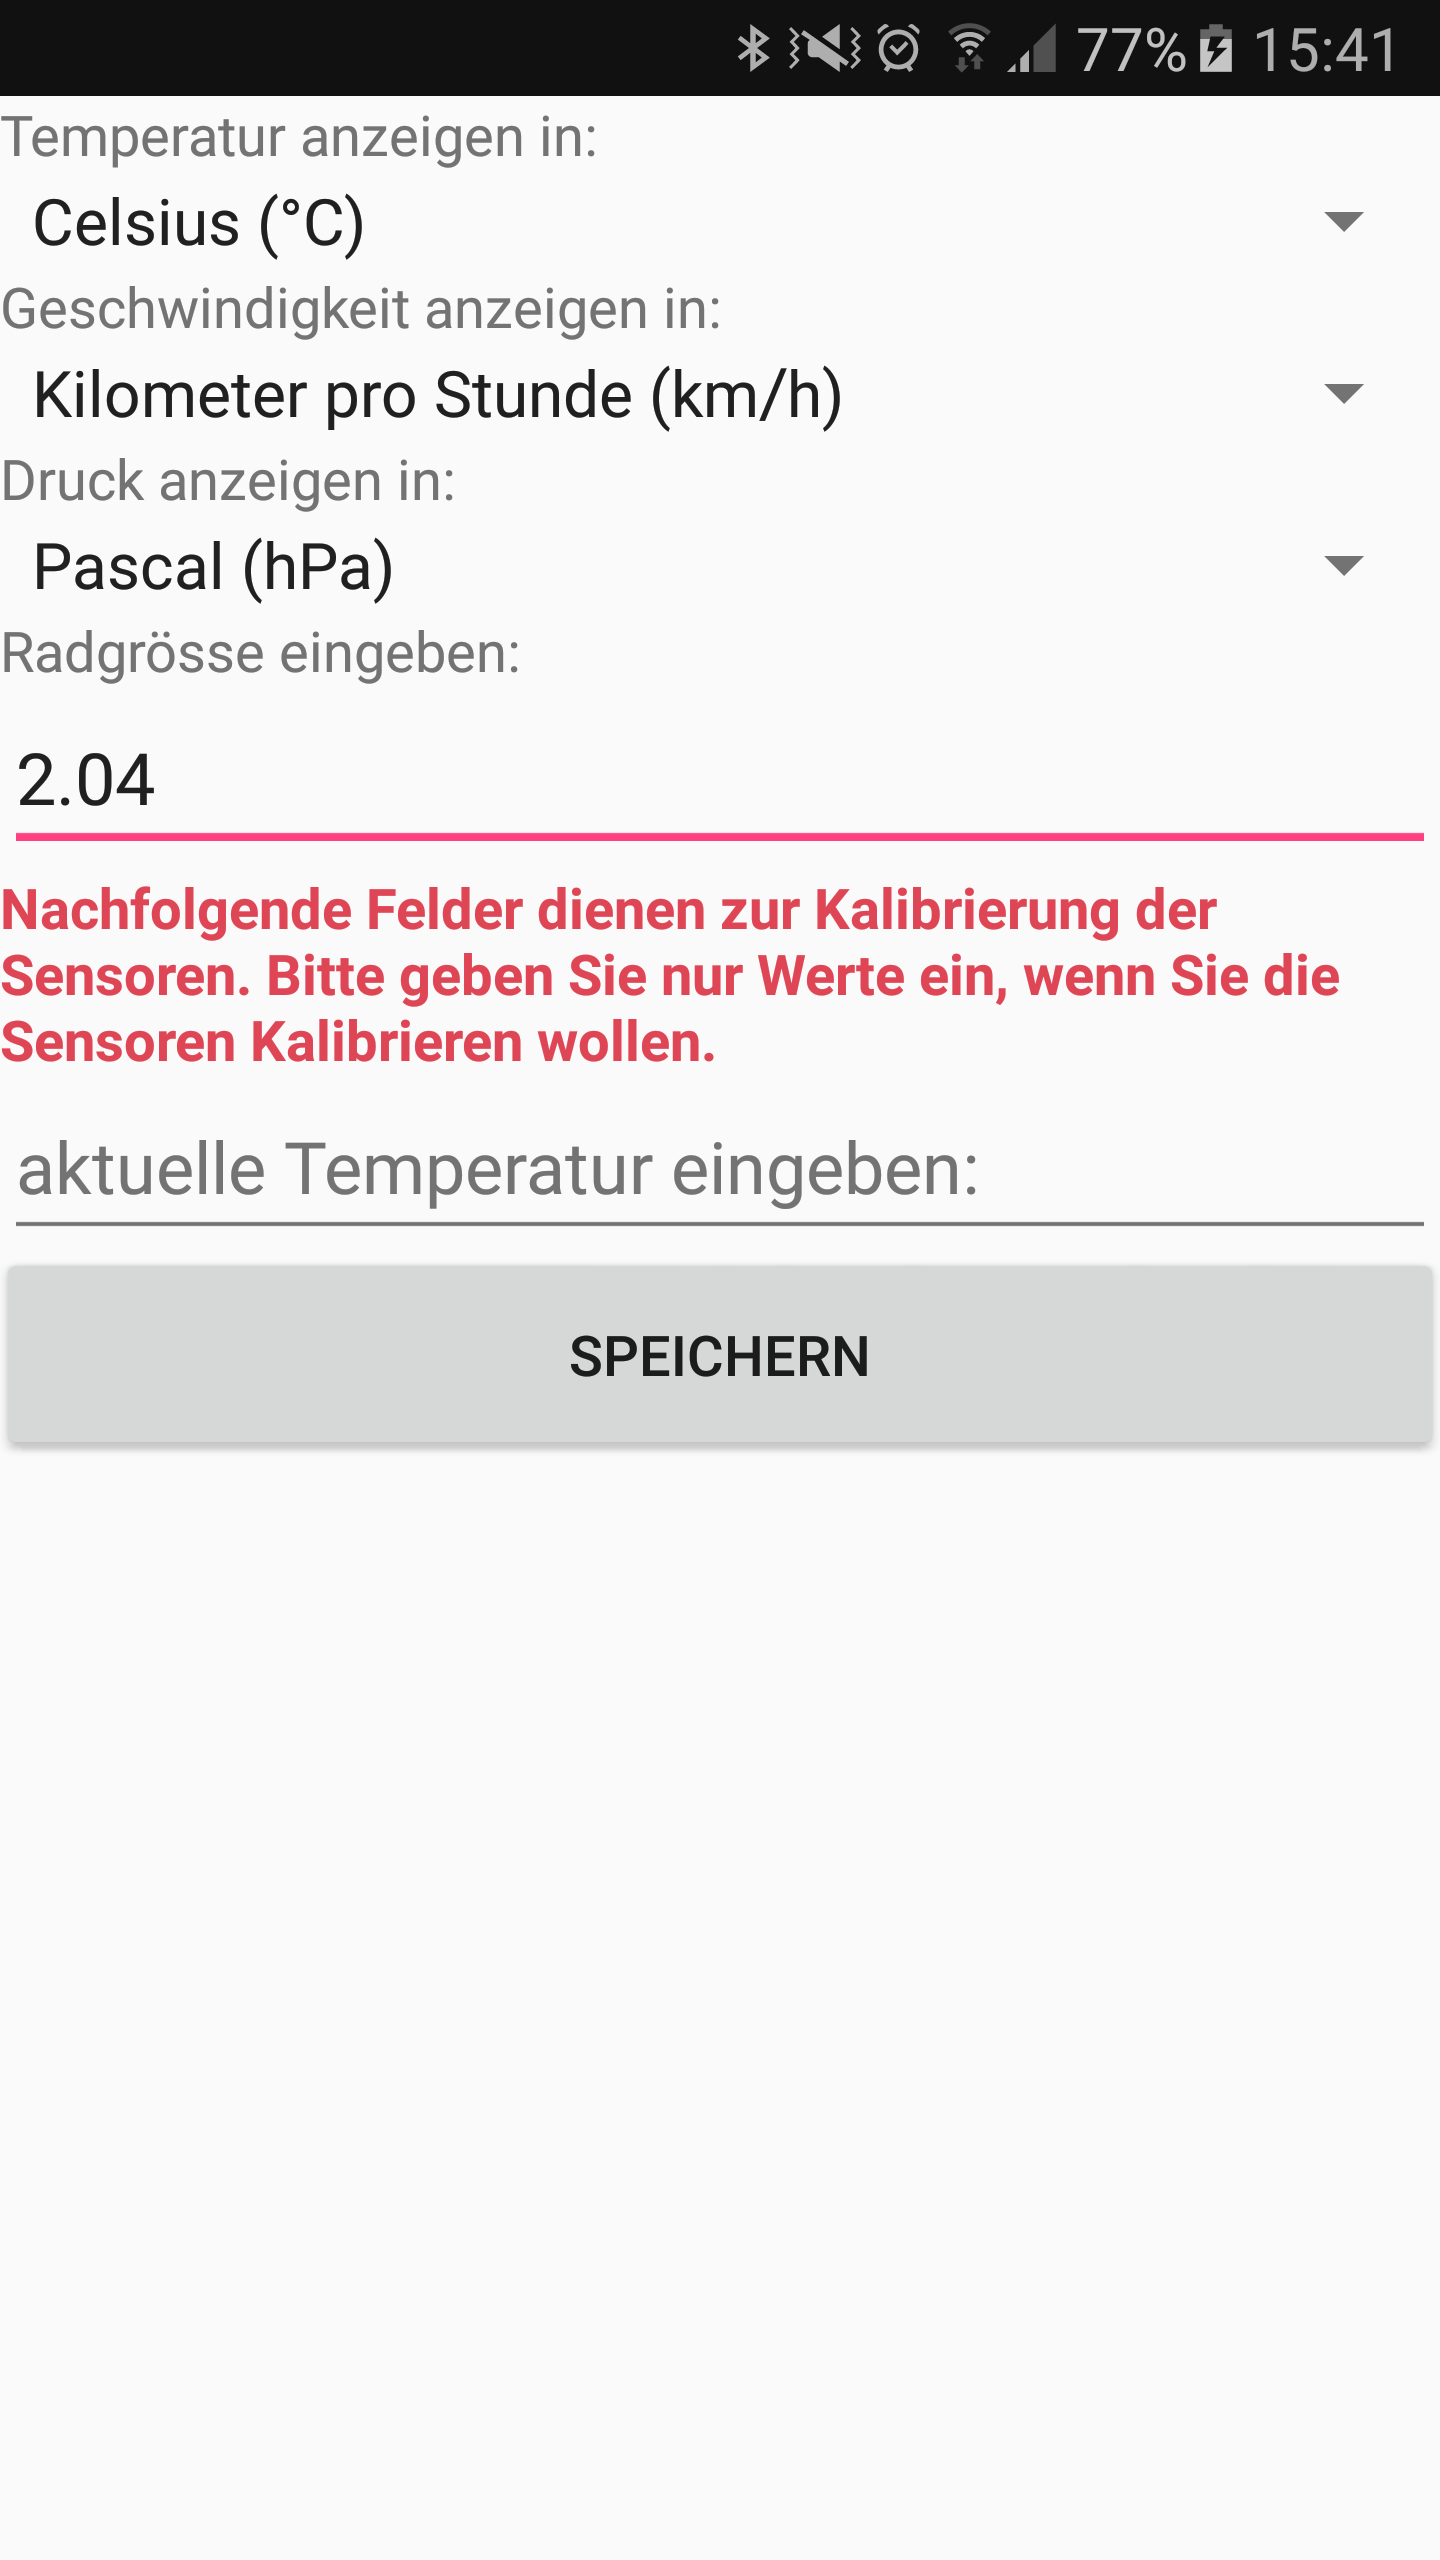 77% 15:41
Temperatur anzeigen in:
Celsius (°C)
Geschwindigkeit anzeigen in:
Kilometer pro Stunde (km/h)
Druck anzeigen in:
Pascal (hPa)
Radgrösse eingeben:
2.04
Nachfolgende Felder dienen zur Kalibrierung der
Sensoren. Bitte geben Sie nur Werte ein, wenn Sie die
Sensoren Kalibrieren wollen.
aktuelle Temperatur eingeben:
SPEICHERN